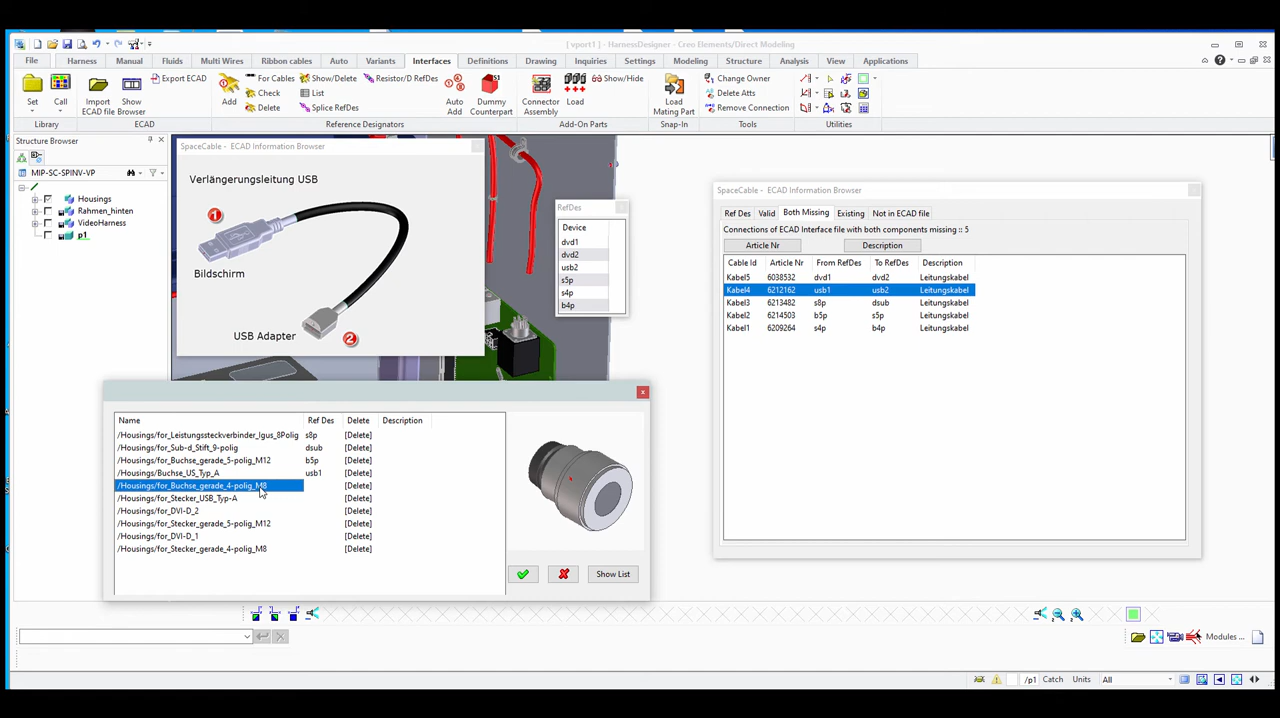 [ vport1 ] - HarnessDesigner - Creo Elements/Direct Modeling
File Harness Manual Fluids Multi Wires Ribbon cables Auto Variants Interfaces Definitions Drawing Inquiries Settings Modeling Structure Analysis View Applications
Set
Call
Library
Import
ECAD file
Show
Browser
Export ECAD
ECAD
Add
For Cables
Check
Delete
Show/Delete
List
Splice RefDes
Resistor/D RefDes
Auto
Add
Dummy
Counterpart
Reference Designators
Connector
Assembly
Load
Show/Hide
Add-On Parts
Load
Mating Part
Snap-In
Change Owner
Delete Atts
Remove Connection
Tools
Utilities
Structure Browser
MIP-SC-SPINV-VP
Housings
Rahmen_hinten
VideoHarness
p1
SpaceCable - ECAD Information Browser
Verlängerungsleitung USB
1
Bildschirm
USB Adapter
2
RefDes
Device
dvd1
dvd2
usb2
s5p
s4p
b4p
SpaceCable - ECAD Information Browser
Ref Des Valid Both Missing Existing Not in ECAD file
Connections of ECAD Interface file with both components missing :: 5
Article Nr Description
Cable Id Article Nr From RefDes To RefDes Description
Kabel5 6038532 dvd1 dvd2 Leitungskabel
Kabel4 6212162 usb1 usb2 Leitungskabel
Kabel3 6213482 s8p dsub Leitungskabel
Kabel2 6214503 b5p s5p Leitungskabel
Kabel1 6209264 s4p b4p Leitungskabel
x
Name Ref Des Delete Description
/Housings/for_Leistungssteckverbinder_Igus_8Polig s8p [Delete]
/Housings/for_Sub-d_Stift_9-polig dsub [Delete]
/Housings/for_Buchse_gerade_5-polig_M12 b5p [Delete]
/Housings/Buchse_US_Typ_A usb1 [Delete]
/Housings/for_Buchse_gerade_4-polig_M8 [Delete]
/Housings/for_Stecker_USB_Typ-A [Delete]
/Housings/for_DVI-D_2 [Delete]
/Housings/for_Stecker_gerade_5-polig_M12 [Delete]
/Housings/for_DVI-D_1 [Delete]
/Housings/for_Stecker_gerade_4-polig_M8 [Delete]
Show List
Modules ...
/p1 Catch Units All